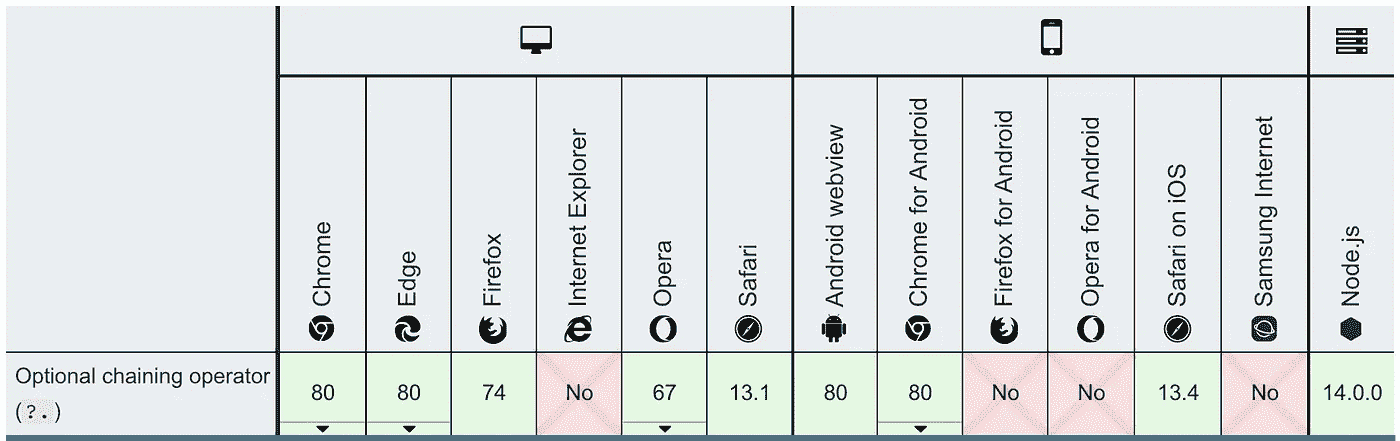 Chrome
Edge
Firefox
Internet Explorer
Opera
Safari
Android webview
Chrome for Android
Firefox for Android
Opera for Android
Safari on iOS
Samsung Internet
Node.js
Optional chaining operator
(?.)
80
80
74
No
67
13.1
80
80
No
No
13.4
No
14.0.0